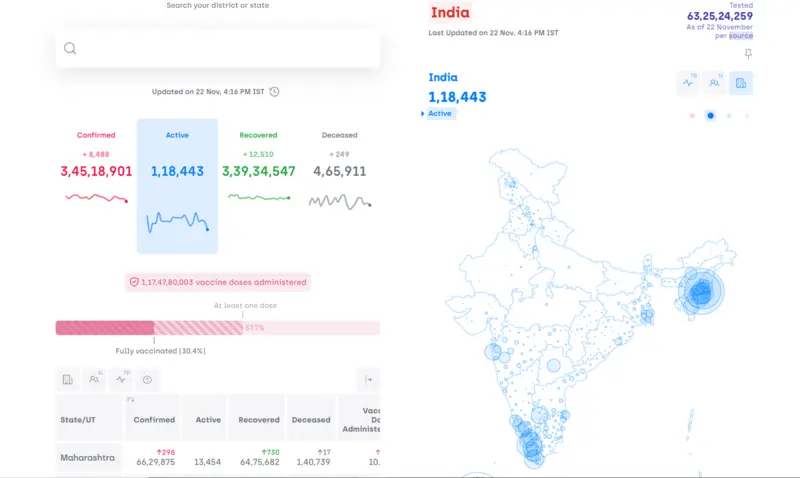 Search your district or state
Updated on 22 Nov, 4:16 PM IST
Confirmed
+ 8,488
3,45,18,901
Active
1,18,443
Recovered
+ 12,510
3,39,34,547
Deceased
+ 249
4,65,911
1,17,47,80,003 vaccine doses administered
At least one dose
57.7%
Fully vaccinated (30.4%)
State/UT
Confirmed
Active
Recovered
Deceased
Vacc
Do
Administe
Maharashtra
↑298
66,29,875
13,454
↑730
64,75,682
↑17
1,40,739
10.
India
Last Updated on 22 Nov, 4:16 PM IST
Tested
63,25,24,259
As of 22 November
per source
India
1,18,443
Active